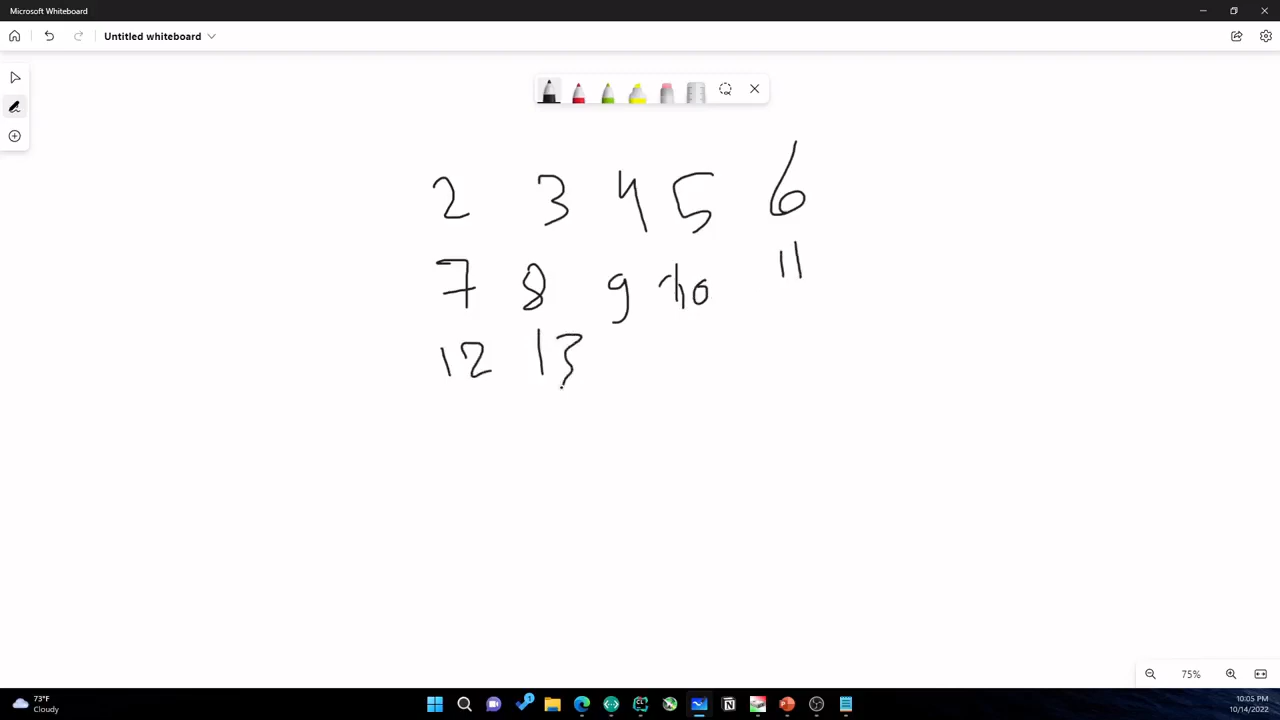 Microsoft Whiteboard
Untitled whiteboard
2 3 4 5 6
7 8 9 10 11
12 13
75%
1
73°F
Cloudy
10:05 PM
10/14/2022